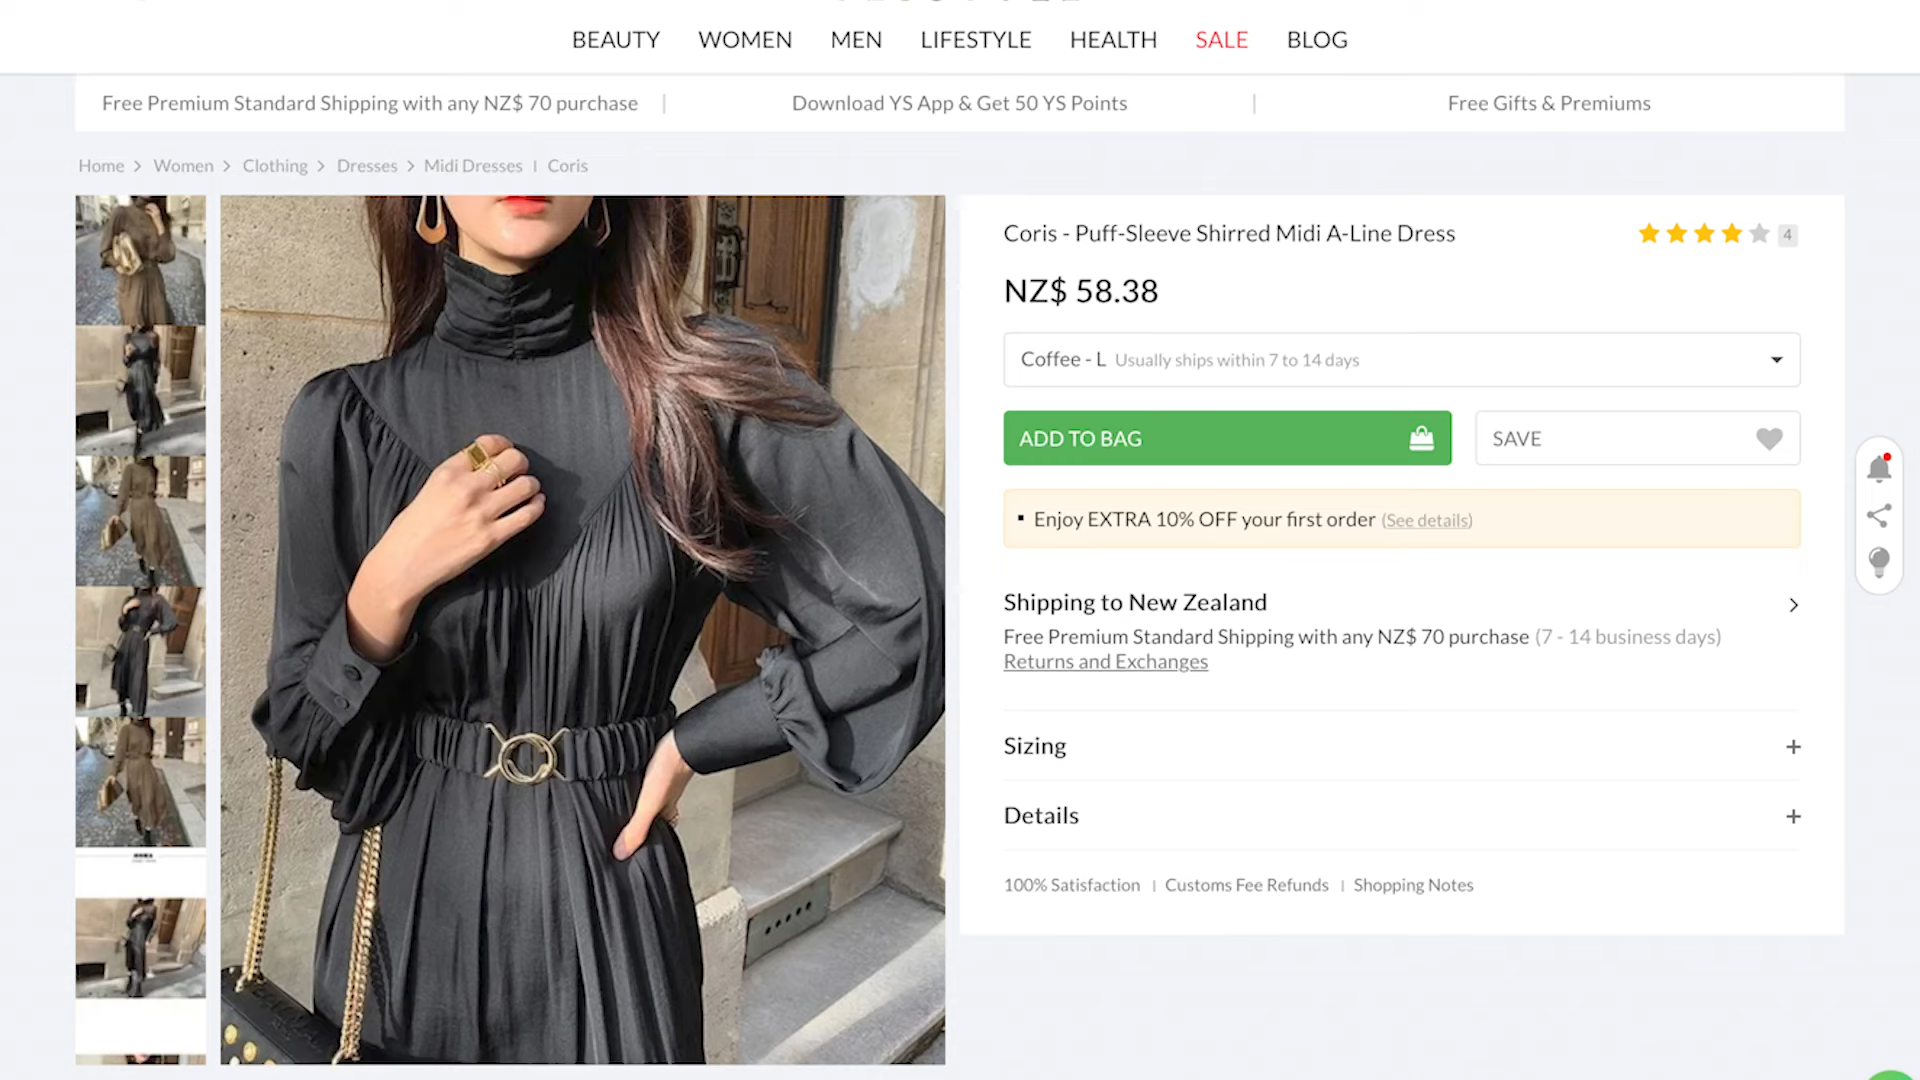 BEAUTY WOMEN MEN LIFESTYLE HEALTH SALE BLOG
Free Premium Standard Shipping with any NZ$ 70 purchase | Download YS App & Get 50 YS Points | Free Gifts & Premiums
Home > Women > Clothing > Dresses > Midi Dresses | Coris
Coris - Puff-Sleeve Shirred Midi A-Line Dress 4
NZ$ 58.38
Coffee - L Usually ships within 7 to 14 days
ADD TO BAG SAVE
▪ Enjoy EXTRA 10% OFF your first order (See details)
Shipping to New Zealand >
Free Premium Standard Shipping with any NZ$ 70 purchase (7 - 14 business days)
Returns and Exchanges
Sizing +
Details +
100% Satisfaction | Customs Fee Refunds | Shopping Notes